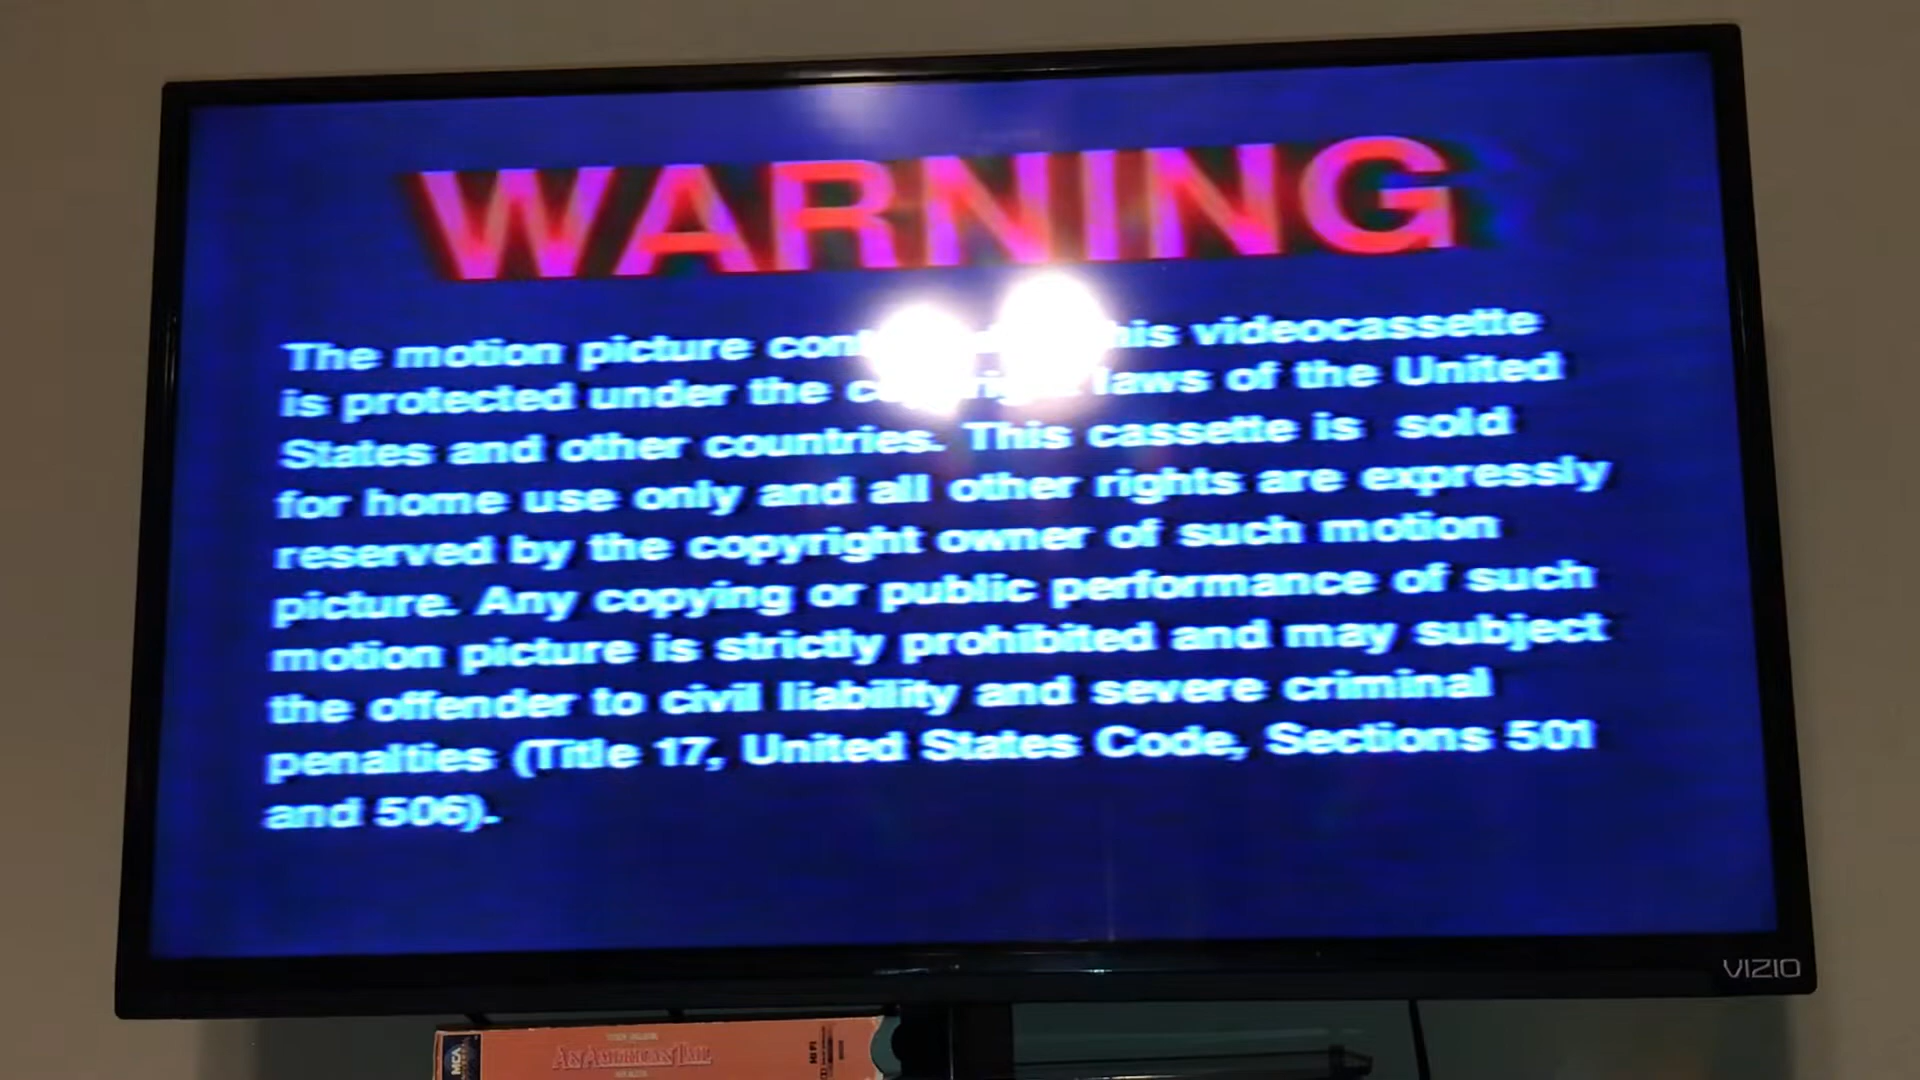 WARNING
The motion picture his videocassette
is protected under the laws of the United
States and other countries. This cassette is sold
for home use only and all other rights are expressly
reserved by the copyright owner of such motion
picture. Any copying or public performance of such
motion picture is strictly prohibited and may subject
the offender to civil liability and severe criminal
penalties (Title 17, United States Code, Sections 501
and 506).
VIZIO
MCA
AN AMERICAN TAIL
HI FI